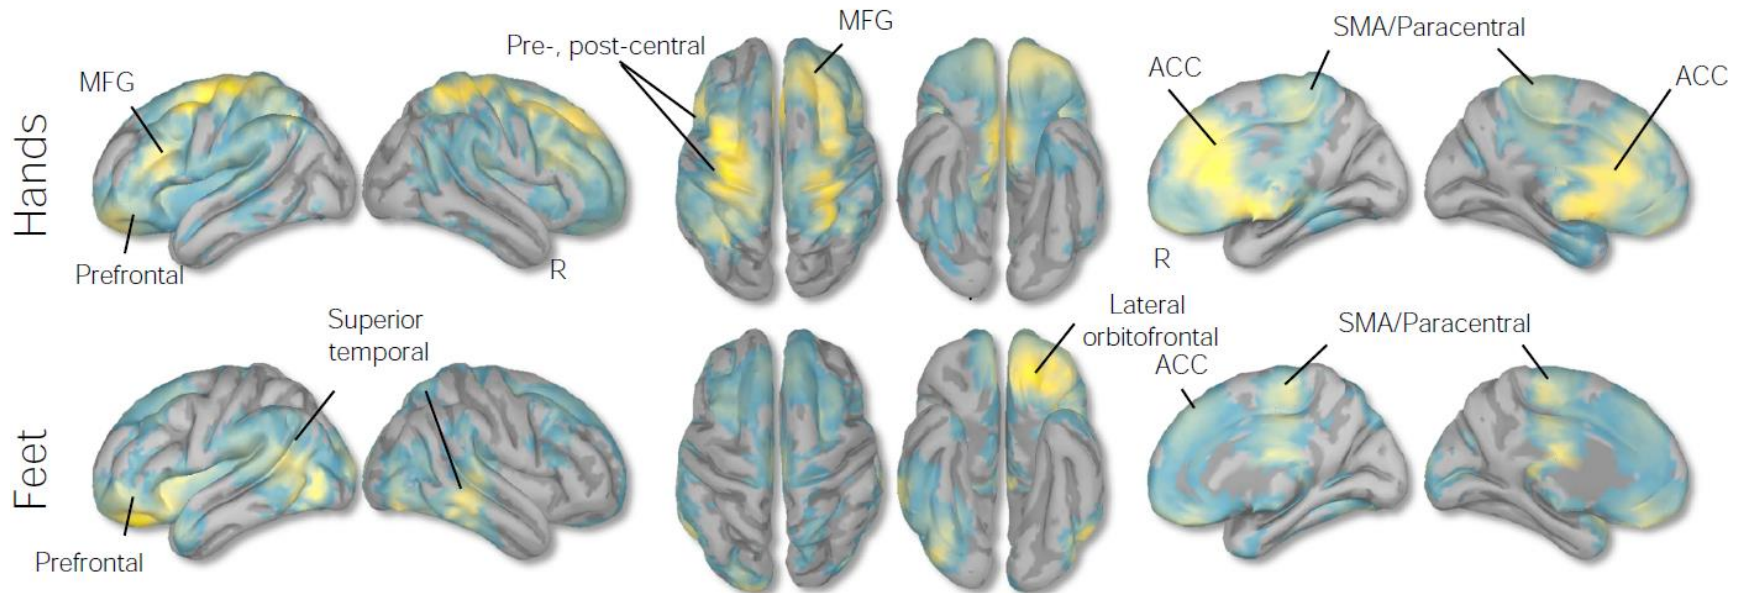 Hands
MFG
Prefrontal
R
Pre-, post-central
MFG
SMA/Paracentral
ACC
ACC
R
Feet
Superior
temporal
Prefrontal
Lateral
orbitofrontal
SMA/Paracentral
ACC